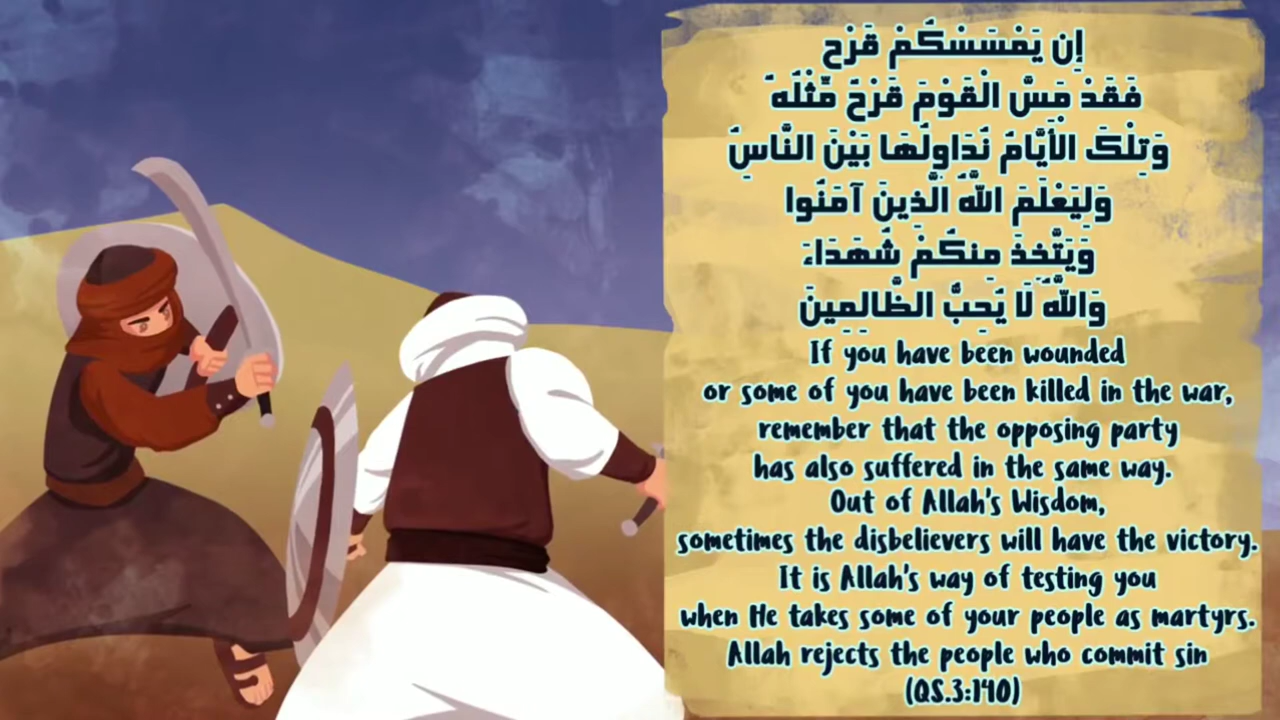 إِن يَمْسَسْكُمْ قَرْح
فَقَدْ مَسَّ الْقَوْمَ قَرْحٌ مِّثْلُهُ
وَتِلْكَ الْأَيَّامُ نُدَاوِلُهَا بَيْنَ النَّاسِ
وَلِيَعْلَمَ اللَّهُ الَّذِينَ آمَنُوا
وَيَتَّخِذَ مِنكُمْ شُهَدَاءَ
وَاللَّهُ لَا يُحِبُّ الظَّالِمِينَ
If you have been wounded
or some of you have been killed in the war,
remember that the opposing party
has also suffered in the same way.
Out of Allah's Wisdom,
sometimes the disbelievers will have the victory.
It is Allah's way of testing you
when He takes some of your people as martyrs.
Allah rejects the people who commit sin
(QS.3:140)